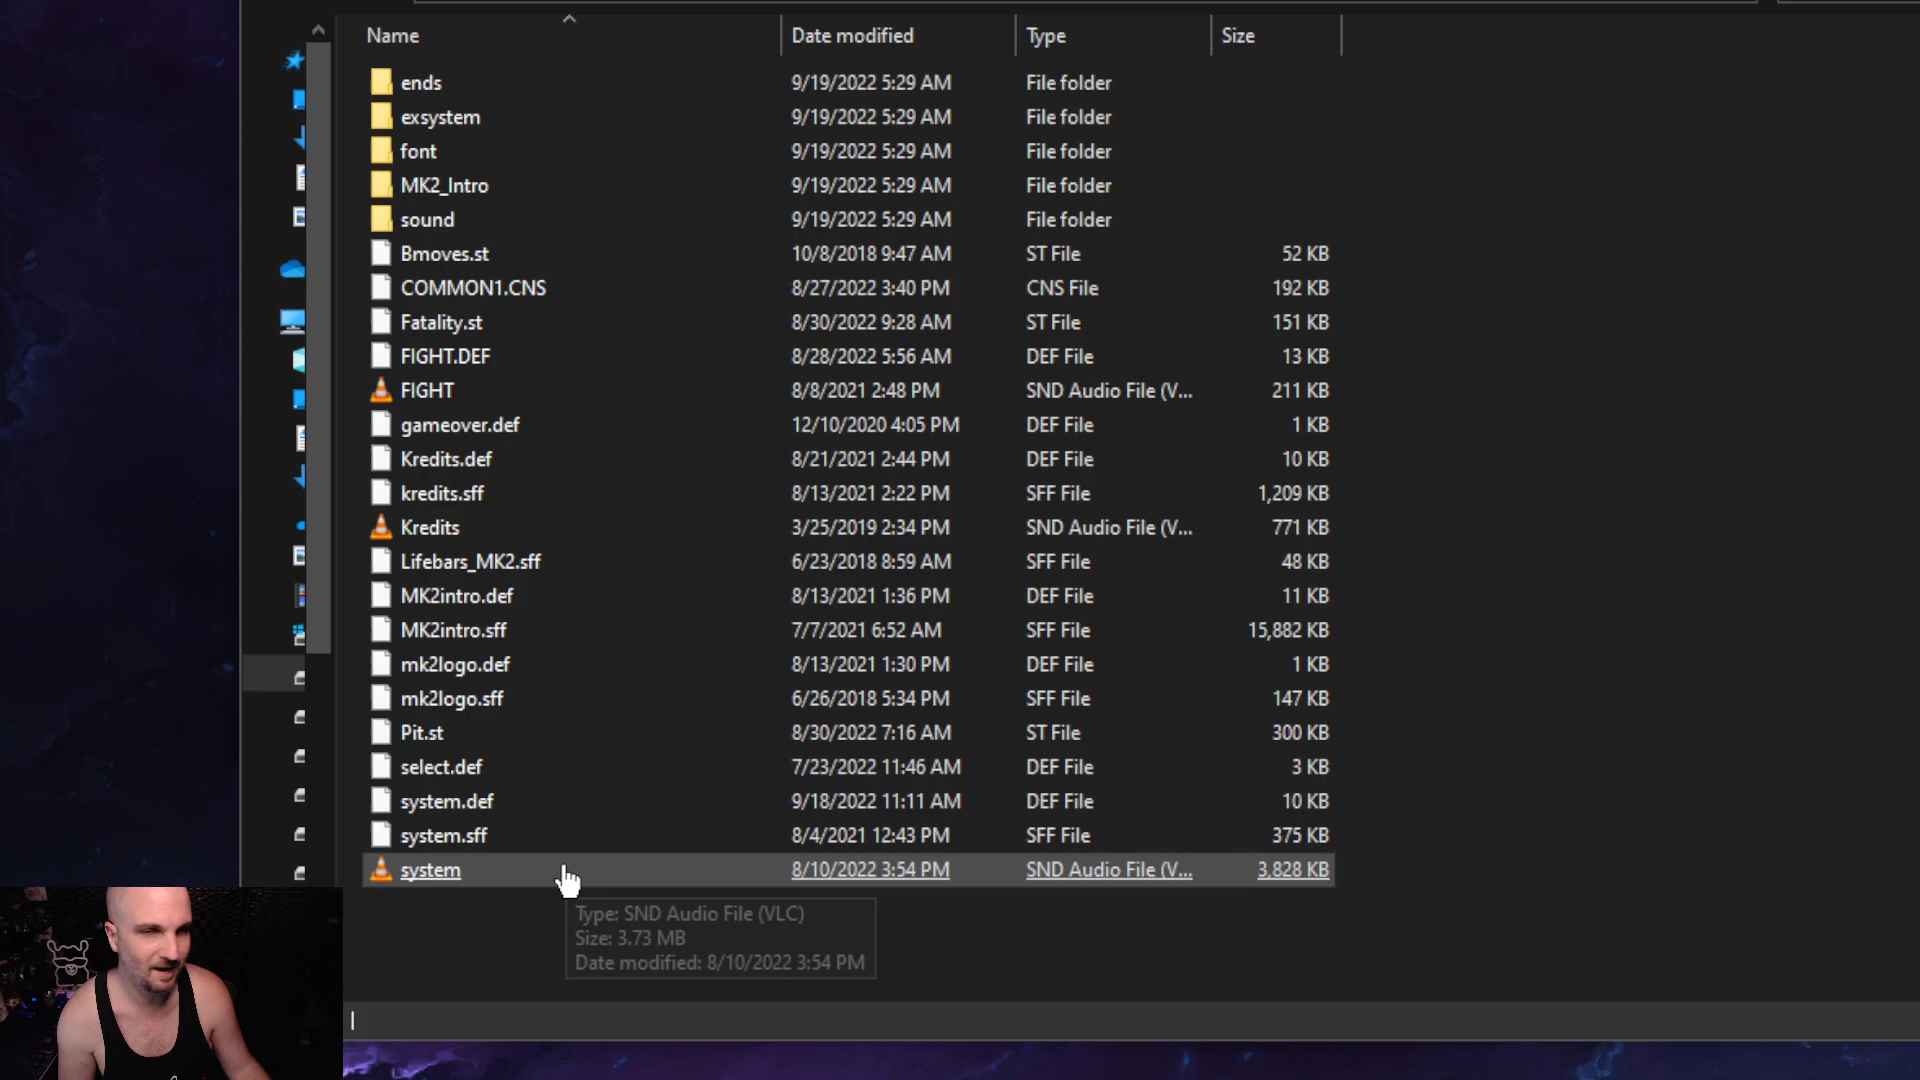 Name Date modified Type Size
ends 9/19/2022 5:29 AM File folder
exsystem 9/19/2022 5:29 AM File folder
font 9/19/2022 5:29 AM File folder
MK2_Intro 9/19/2022 5:29 AM File folder
sound 9/19/2022 5:29 AM File folder
Bmoves.st 10/8/2018 9:47 AM ST File 52 KB
COMMON1.CNS 8/27/2022 3:40 PM CNS File 192 KB
Fatality.st 8/30/2022 9:28 AM ST File 151 KB
FIGHT.DEF 8/28/2022 5:56 AM DEF File 13 KB
FIGHT 8/8/2021 2:48 PM SND Audio File (V... 211 KB
gameover.def 12/10/2020 4:05 PM DEF File 1 KB
Kredits.def 8/21/2021 2:44 PM DEF File 10 KB
kredits.sff 8/13/2021 2:22 PM SFF File 1,209 KB
Kredits 3/25/2019 2:34 PM SND Audio File (V... 771 KB
Lifebars_MK2.sff 6/23/2018 8:59 AM SFF File 48 KB
MK2intro.def 8/13/2021 1:36 PM DEF File 11 KB
MK2intro.sff 7/7/2021 6:52 AM SFF File 15,882 KB
mk2logo.def 8/13/2021 1:30 PM DEF File 1 KB
mk2logo.sff 6/26/2018 5:34 PM SFF File 147 KB
Pit.st 8/30/2022 7:16 AM ST File 300 KB
select.def 7/23/2022 11:46 AM DEF File 3 KB
system.def 9/18/2022 11:11 AM DEF File 10 KB
system.sff 8/4/2021 12:43 PM SFF File 375 KB
system 8/10/2022 3:54 PM SND Audio File (V... 3,828 KB
Type: SND Audio File (VLC)
Size: 3.73 MB
Date modified: 8/10/2022 3:54 PM